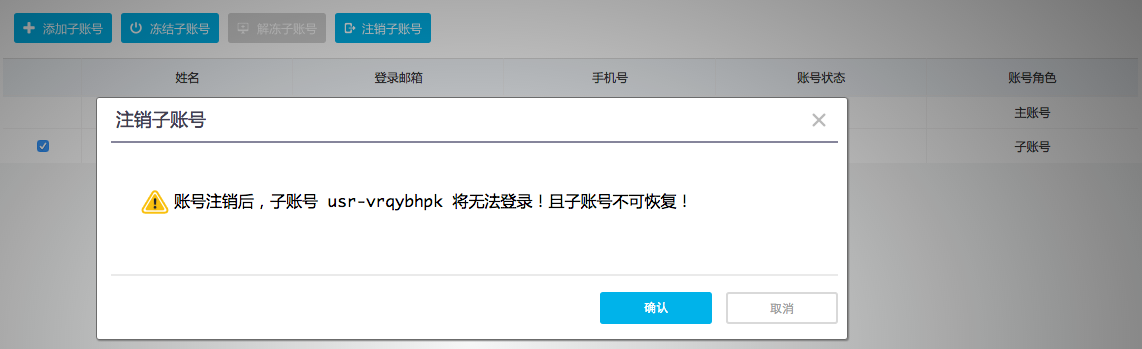 添加子账号 冻结子账号 解冻子账号 注销子账号
姓名 登录邮箱 手机号 账号状态 账号角色
主账号
子账号
注销子账号
账号注销后，子账号 usr-vrqybhpk 将无法登录！且子账号不可恢复！
确认 取消